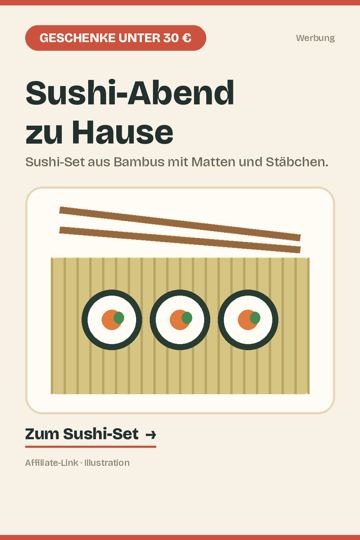 GESCHENKE UNTER 30 €
Werbung
Sushi-Abend
zu Hause
Sushi-Set aus Bambus mit Matten und Stäbchen.
Zum Sushi-Set →
Affiliate-Link · Illustration